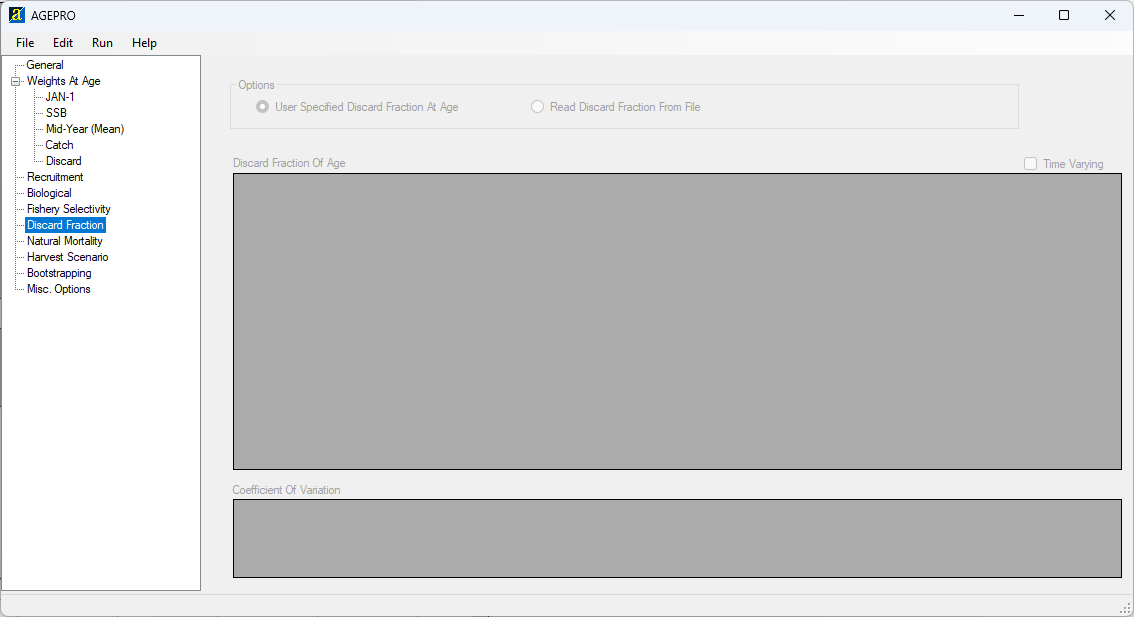 AGEPRO
File Edit Run Help
General
Weights At Age
JAN-1
SSB
Mid-Year (Mean)
Catch
Discard
Recruitment
Biological
Fishery Selectivity
Discard Fraction
Natural Mortality
Harvest Scenario
Bootstrapping
Misc. Options
Options
User Specified Discard Fraction At Age Read Discard Fraction From File
Discard Fraction Of Age Time Varying
Coefficient Of Variation